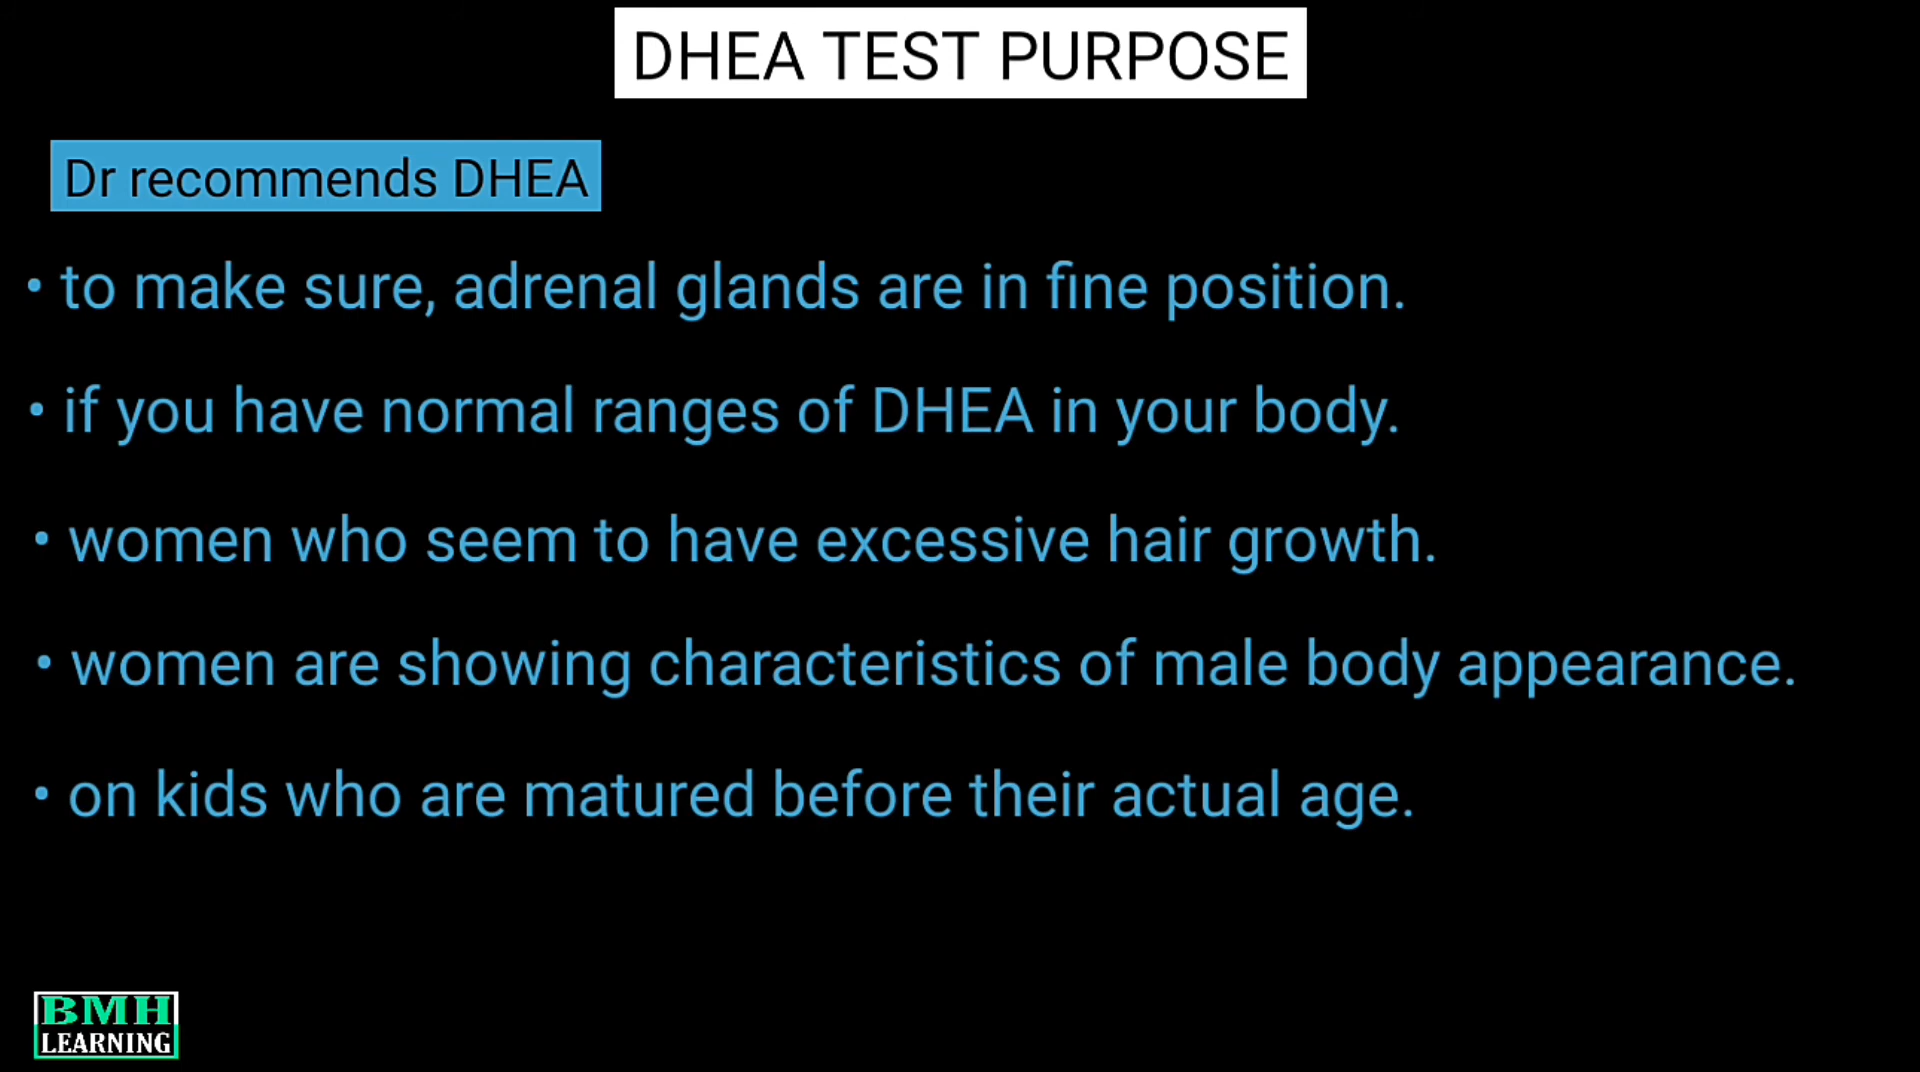 DHEA TEST PURPOSE
Dr recommends DHEA
• to make sure, adrenal glands are in fine position.
• if you have normal ranges of DHEA in your body.
• women who seem to have excessive hair growth.
• women are showing characteristics of male body appearance.
• on kids who are matured before their actual age.
BMH
LEARNING